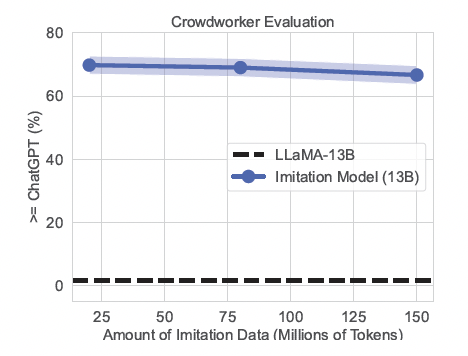 Crowdworker Evaluation
80
60
40
20
0
>= ChatGPT (%)
LLaMA-13B
Imitation Model (13B)
25 50 75 100 125 150
Amount of Imitation Data (Millions of Tokens)